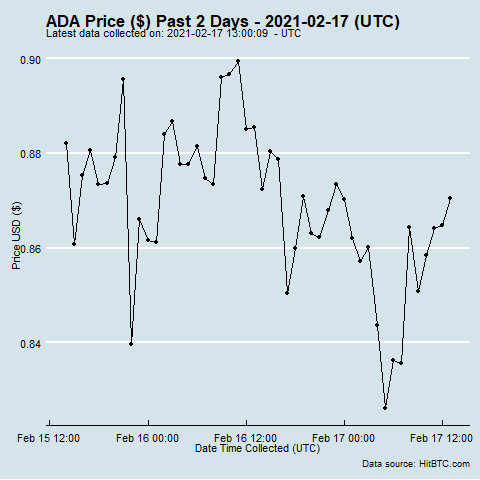 ADA Price ($) Past 2 Days - 2021-02-17 (UTC)
Latest data collected on: 2021-02-17 13:00:09  - UTC
0.90
0.88
0.86
0.84
Price USD ($)
Feb 15 12:00 Feb 16 00:00 Feb 16 12:00 Feb 17 00:00 Feb 17 12:00
Date Time Collected (UTC)
Data source: HitBTC.com